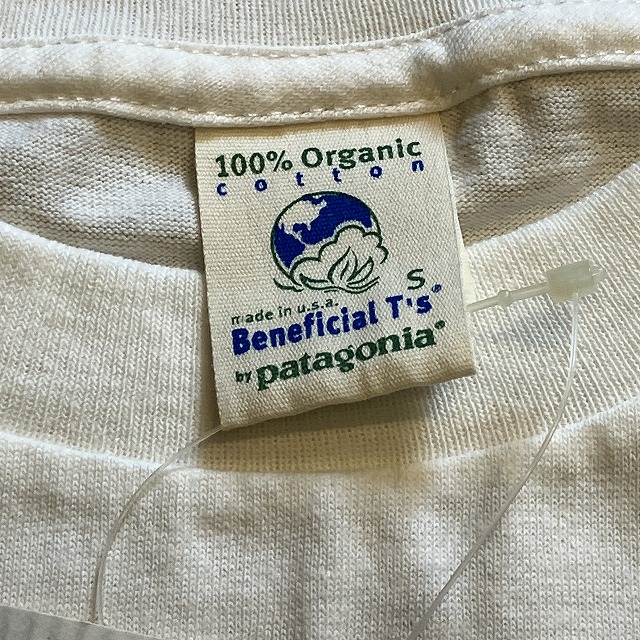 100% Organic
cotton
S
made in u.s.a.
Beneficial T's®
by patagonia®